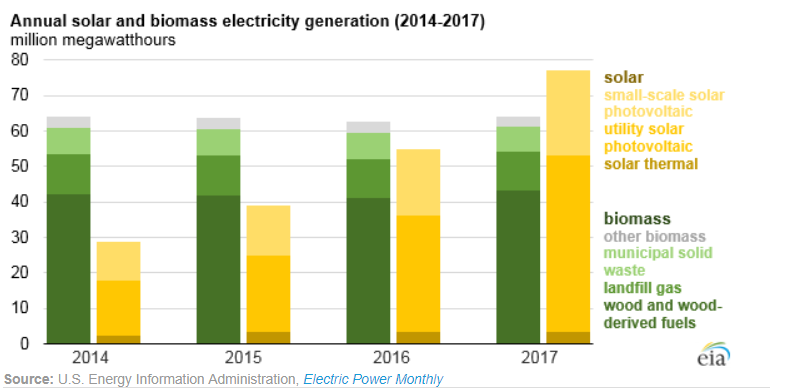 Annual solar and biomass electricity generation (2014-2017)
million megawatthours
80
70
60
50
40
30
20
10
0
2014
2015
2016
2017
solar
small-scale solar
photovoltaic
utility solar
photovoltaic
solar thermal
biomass
other biomass
municipal solid
waste
landfill gas
wood and wood-
derived fuels
eia
Source: U.S. Energy Information Administration, Electric Power Monthly